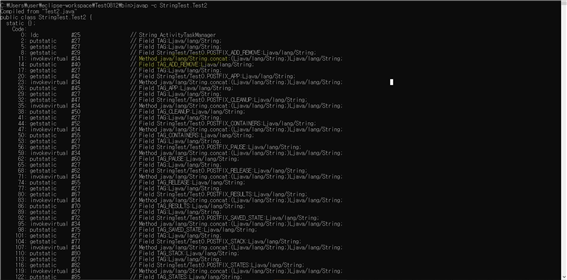 C:₩Users₩user₩eclipse-workspace₩Test0812₩bin>javap -c StringTest.Test2
Compiled from "Test2.java"
public class StringTest.Test2 {
static {};
Code:
0: ldc #25 // String ActivityTaskManager
2: putstatic #27 // Field TAG:Ljava/lang/String;
5: getstatic #27 // Field TAG:Ljava/lang/String;
8: getstatic #29 // Field StringTest/Test0.POSTFIX_ADD_REMOVE:Ljava/lang/String;
11: invokevirtual #34 // Method java/lang/String.concat:(Ljava/lang/String;)Ljava/lang/String;
14: putstatic #40 // Field TAG_ADD_REMOVE:Ljava/lang/String;
17: getstatic #27 // Field TAG:Ljava/lang/String;
20: getstatic #42 // Field StringTest/Test0.POSTFIX_APP:Ljava/lang/String;
23: invokevirtual #34 // Method java/lang/String.concat:(Ljava/lang/String;)Ljava/lang/String;
26: putstatic #45 // Field TAG_APP:Ljava/lang/String;
29: getstatic #27 // Field TAG:Ljava/lang/String;
32: getstatic #47 // Field StringTest/Test0.POSTFIX_CLEANUP:Ljava/lang/String;
35: invokevirtual #34 // Method java/lang/String.concat:(Ljava/lang/String;)Ljava/lang/String;
38: putstatic #50 // Field TAG_CLEANUP:Ljava/lang/String;
41: getstatic #27 // Field TAG:Ljava/lang/String;
44: getstatic #52 // Field StringTest/Test0.POSTFIX_CONTAINERS:Ljava/lang/String;
47: invokevirtual #34 // Method java/lang/String.concat:(Ljava/lang/String;)Ljava/lang/String;
50: putstatic #55 // Field TAG_CONTAINERS:Ljava/lang/String;
53: getstatic #27 // Field TAG:Ljava/lang/String;
56: getstatic #57 // Field StringTest/Test0.POSTFIX_PAUSE:Ljava/lang/String;
59: invokevirtual #34 // Method java/lang/String.concat:(Ljava/lang/String;)Ljava/lang/String;
62: putstatic #60 // Field TAG_PAUSE:Ljava/lang/String;
65: getstatic #27 // Field TAG:Ljava/lang/String;
68: getstatic #62 // Field StringTest/Test0.POSTFIX_RELEASE:Ljava/lang/String;
71: invokevirtual #34 // Method java/lang/String.concat:(Ljava/lang/String;)Ljava/lang/String;
74: putstatic #65 // Field TAG_RELEASE:Ljava/lang/String;
77: getstatic #27 // Field TAG:Ljava/lang/String;
80: getstatic #67 // Field StringTest/Test0.POSTFIX_RESULTS:Ljava/lang/String;
83: invokevirtual #34 // Method java/lang/String.concat:(Ljava/lang/String;)Ljava/lang/String;
86: putstatic #70 // Field TAG_RESULTS:Ljava/lang/String;
89: getstatic #27 // Field TAG:Ljava/lang/String;
92: getstatic #72 // Field StringTest/Test0.POSTFIX_SAVED_STATE:Ljava/lang/String;
95: invokevirtual #34 // Method java/lang/String.concat:(Ljava/lang/String;)Ljava/lang/String;
98: putstatic #75 // Field TAG_SAVED_STATE:Ljava/lang/String;
101: getstatic #27 // Field TAG:Ljava/lang/String;
104: getstatic #77 // Field StringTest/Test0.POSTFIX_STACK:Ljava/lang/String;
107: invokevirtual #34 // Method java/lang/String.concat:(Ljava/lang/String;)Ljava/lang/String;
110: putstatic #80 // Field TAG_STACK:Ljava/lang/String;
113: getstatic #27 // Field TAG:Ljava/lang/String;
116: getstatic #82 // Field StringTest/Test0.POSTFIX_STATES:Ljava/lang/String;
119: invokevirtual #34 // Method java/lang/String.concat:(Ljava/lang/String;)Ljava/lang/String;
122: putstatic #85 // Field TAG_STATES:Ljava/lang/String;